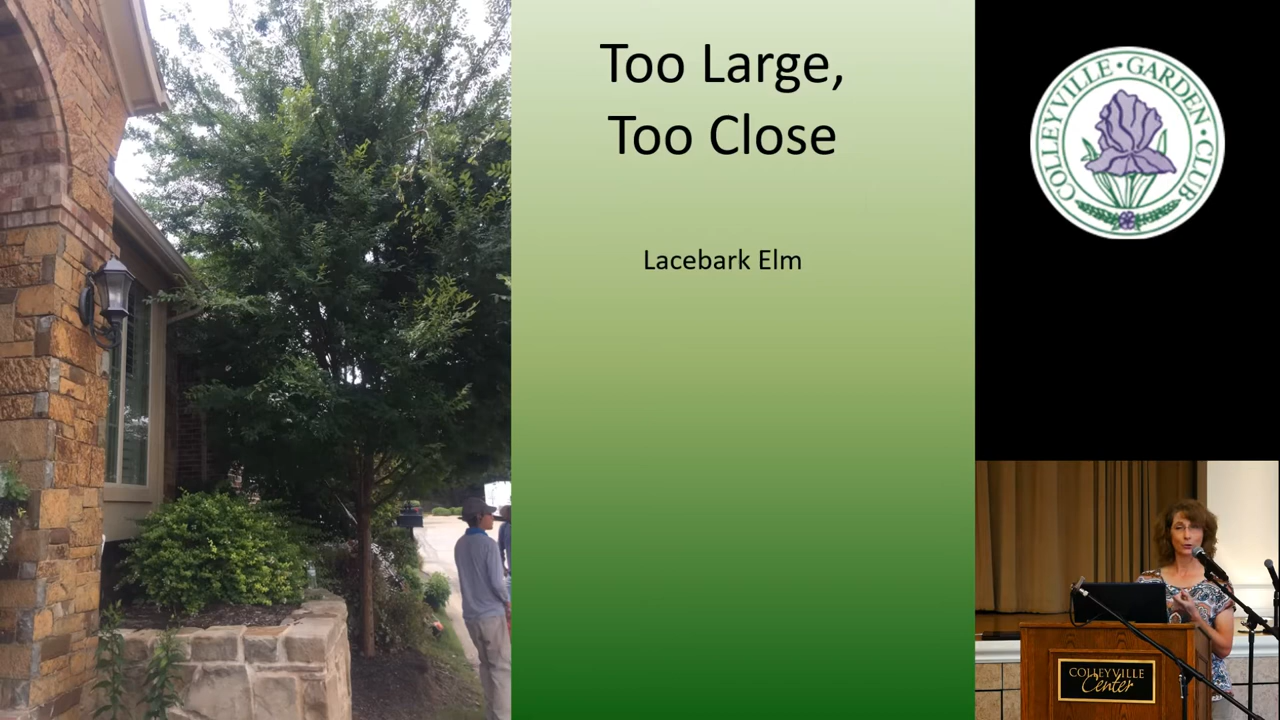 Too Large,
Too Close
Lacebark Elm
COLLEYVILLE • GARDEN • CLUB
COLLEYVILLE
Center